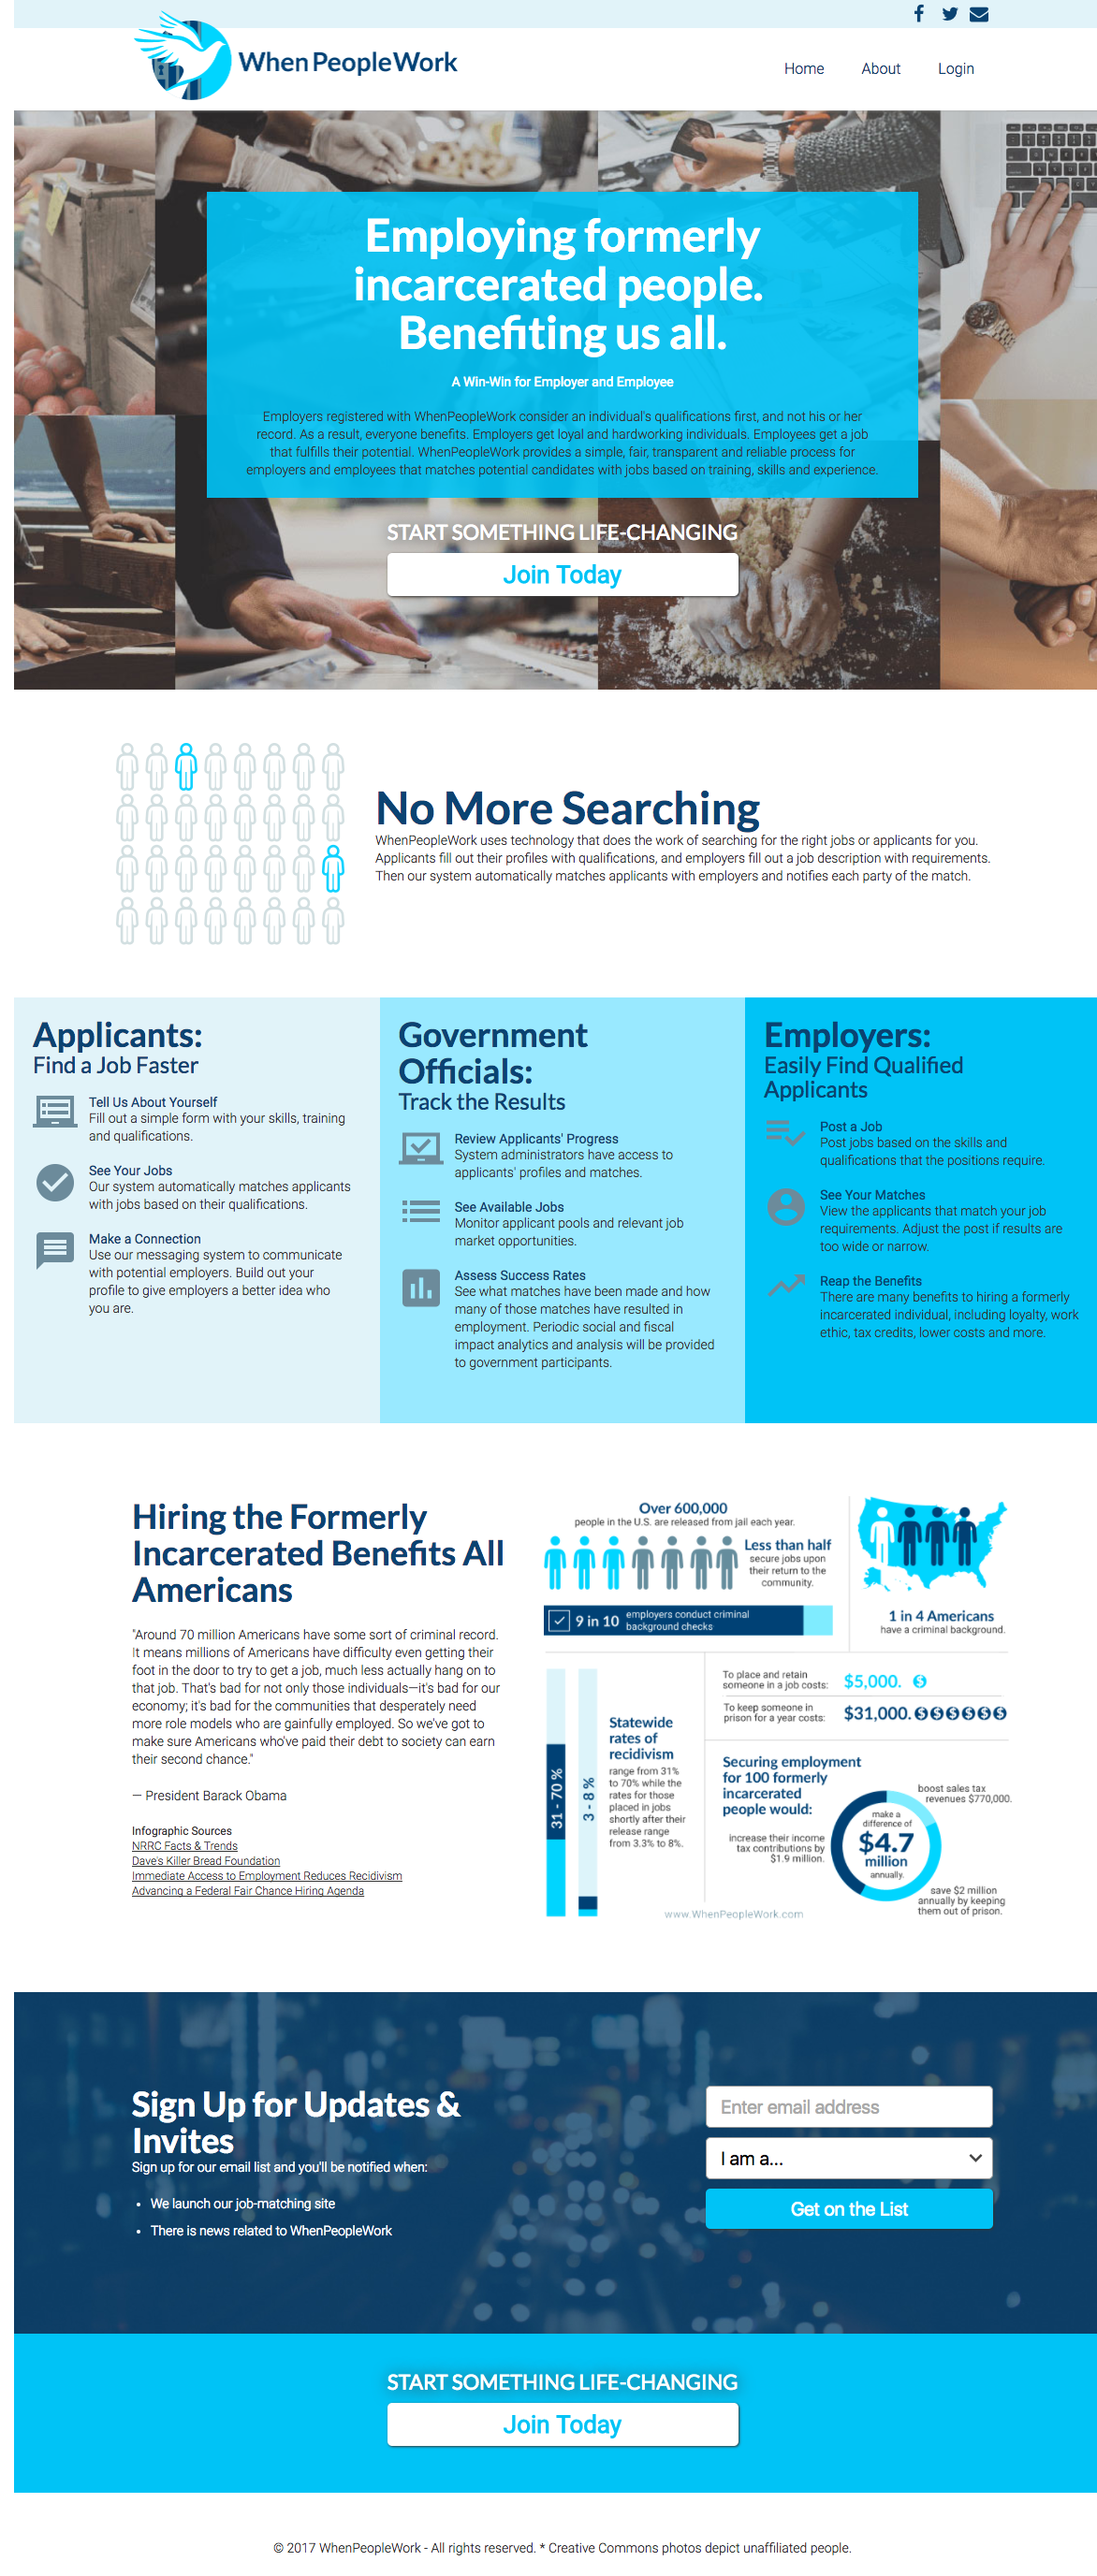 When PeopleWork
Home About Login
Employing formerly
incarcerated people.
Benefiting us all.
A Win-Win for Employer and Employee
Employers registered with WhenPeopleWork consider an individual's qualifications first, and not his or her
record. As a result, everyone benefits. Employers get loyal and hardworking individuals. Employees get a job
that fulfills their potential. WhenPeopleWork provides a simple, fair, transparent and reliable process for
employers and employees that matches potential candidates with jobs based on training, skills and experience.
START SOMETHING LIFE-CHANGING
Join Today
No More Searching
WhenPeopleWork uses technology that does the work of searching for the right jobs or applicants for you.
Applicants fill out their profiles with qualifications, and employers fill out a job description with requirements.
Then our system automatically matches applicants with employers and notifies each party of the match.
Applicants:
Find a Job Faster
Tell Us About Yourself
Fill out a simple form with your skills, training
and qualifications.
See Your Jobs
Our system automatically matches applicants
with jobs based on their qualifications.
Make a Connection
Use our messaging system to communicate
with potential employers. Build out your
profile to give employers a better idea who
you are.
Government
Officials:
Track the Results
Review Applicants' Progress
System administrators have access to
applicants' profiles and matches.
See Available Jobs
Monitor applicant pools and relevant job
market opportunities.
Assess Success Rates
See what matches have been made and how
many of those matches have resulted in
employment. Periodic social and fiscal
impact analytics and analysis will be provided
to government participants.
Employers:
Easily Find Qualified
Applicants
Post a Job
Post jobs based on the skills and
qualifications that the positions require.
See Your Matches
View the applicants that match your job
requirements. Adjust the post if results are
too wide or narrow.
Reap the Benefits
There are many benefits to hiring a formerly
incarcerated individual, including loyalty, work
ethic, tax credits, lower costs and more.
Hiring the Formerly
Incarcerated Benefits All
Americans
"Around 70 million Americans have some sort of criminal record.
It means millions of Americans have difficulty even getting their
foot in the door to try to get a job, much less actually hang on to
that job. That's bad for not only those individuals—it's bad for our
economy; it's bad for the communities that desperately need
more role models who are gainfully employed. So we've got to
make sure Americans who've paid their debt to society can earn
their second chance."
— President Barack Obama
Infographic Sources
NRRC Facts & Trends
Dave's Killer Bread Foundation
Immediate Access to Employment Reduces Recidivism
Advancing a Federal Fair Chance Hiring Agenda
Over 600,000
people in the U.S. are released from jail each year.
Less than half
secure jobs upon
their return to the
community.
9 in 10 employers conduct criminal
background checks
1 in 4 Americans
have a criminal background.
31 - 70 %
3 - 8 %
Statewide
rates of
recidivism
range from 31%
to 70% while the
rates for those
placed in jobs
shortly after their
release range
from 3.3% to 8%.
To place and retain
someone in a job costs: $5,000.
To keep someone in
prison for a year costs: $31,000.
Securing employment
for 100 formerly
incarcerated
people would:
boost sales tax
revenues $770,000.
make a
difference of
$4.7
million
annually.
increase their income
tax contributions by
$1.9 million.
save $2 million
annually by keeping
them out of prison.
www.WhenPeopleWork.com
Sign Up for Updates &
Invites
Sign up for our email list and you'll be notified when:
• We launch our job-matching site
• There is news related to WhenPeopleWork
Enter email address
I am a...
Get on the List
START SOMETHING LIFE-CHANGING
Join Today
© 2017 WhenPeopleWork - All rights reserved. * Creative Commons photos depict unaffiliated people.